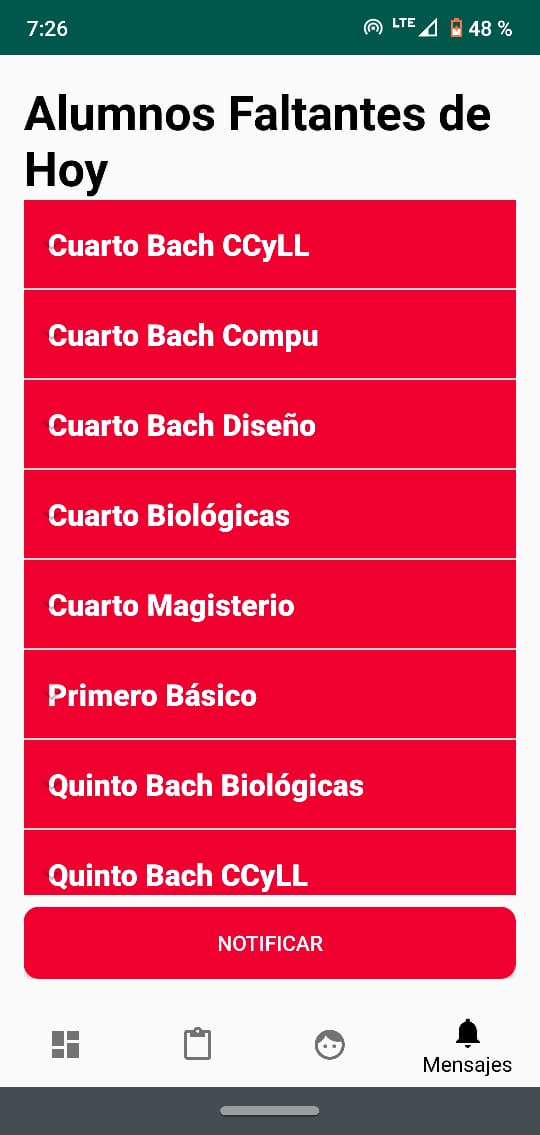 7:26
LTE
48 %
Alumnos Faltantes de
Hoy
Cuarto Bach CCyLL
Cuarto Bach Compu
Cuarto Bach Diseño
Cuarto Biológicas
Cuarto Magisterio
Primero Básico
Quinto Bach Biológicas
Quinto Bach CCyLL
NOTIFICAR
Mensajes